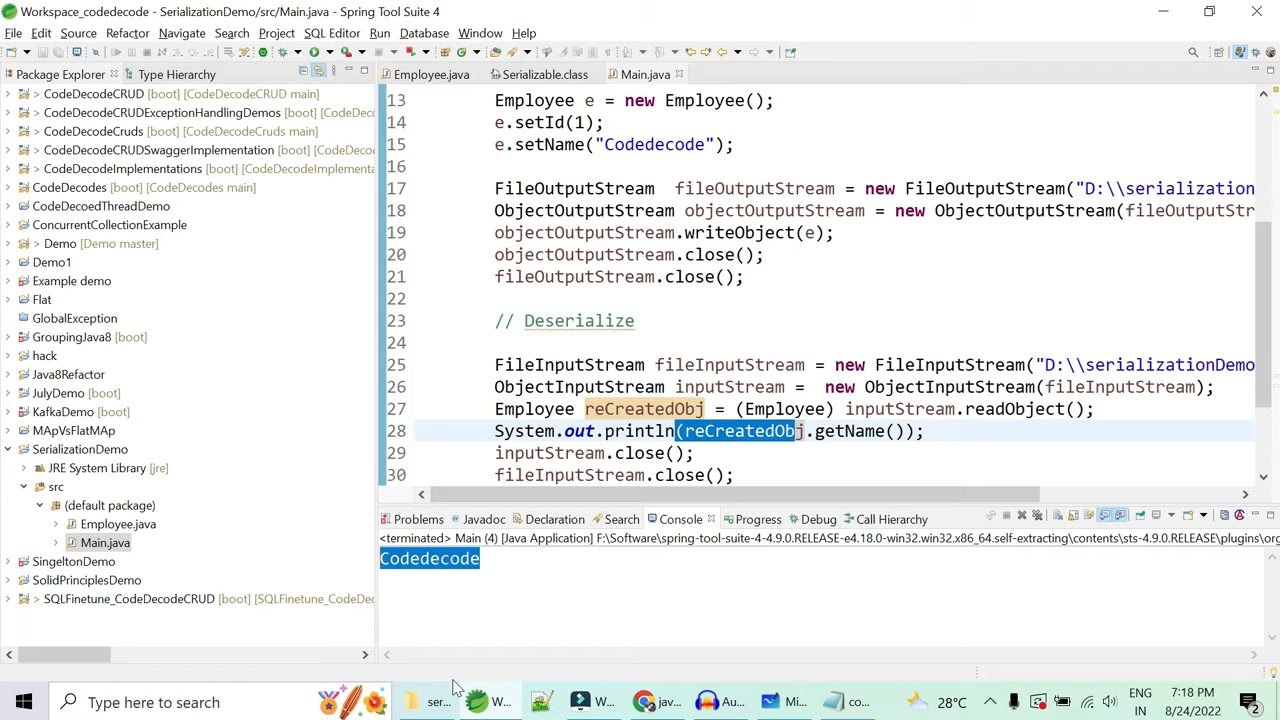 Workspace_codedecode - SerializationDemo/src/Main.java - Spring Tool Suite 4
File Edit Source Refactor Navigate Search Project SQL Editor Run Database Window Help
Package Explorer Type Hierarchy
Employee.java Serializable.class Main.java
> CodeDecodeCRUD [boot] [CodeDecodeCRUD main]
> CodeDecodeCRUDExceptionHandlingDemos [boot] [CodeDec
> CodeDecodeCruds [boot] [CodeDecodeCruds main]
> CodeDecodeCRUDSwaggerImplementation [boot] [CodeDeco
> CodeDecodeImplementations [boot] [CodeDecodeImplementa
CodeDecodes [boot] [CodeDecodes main]
CodeDecoedThreadDemo
ConcurrentCollectionExample
> Demo [Demo master]
Demo1
Example demo
Flat
GlobalException
GroupingJava8 [boot]
hack
Java8Refactor
JulyDemo [boot]
KafkaDemo [boot]
MApVsFlatMAp
SerializationDemo
JRE System Library [jre]
src
(default package)
Employee.java
Main.java
SingeltonDemo
SolidPrinciplesDemo
> SQLFinetune_CodeDecodeCRUD [boot] [SQLFinetune_CodeDec
13 Employee e = new Employee();
14 e.setId(1);
15 e.setName("Codedecode");
16
17 FileOutputStream fileOutputStream = new FileOutputStream("D:\\serialization
18 ObjectOutputStream objectOutputStream = new ObjectOutputStream(fileOutputStr
19 objectOutputStream.writeObject(e);
20 objectOutputStream.close();
21 fileOutputStream.close();
22
23 // Deserialize
24
25 FileInputStream fileInputStream = new FileInputStream("D:\\serializationDemo
26 ObjectInputStream inputStream = new ObjectInputStream(fileInputStream);
27 Employee reCreatedObj = (Employee) inputStream.readObject();
28 System.out.println(reCreatedObj.getName());
29 inputStream.close();
30 fileInputStream.close();
Problems Javadoc Declaration Search Console Progress Debug Call Hierarchy
<terminated> Main (4) [Java Application] F:\Software\spring-tool-suite-4-4.9.0.RELEASE-e4.18.0-win32.win32.x86_64.self-extracting\contents\sts-4.9.0.RELEASE\plugins\org
Codedecode
Type here to search
ser...
W...
W...
jav...
Au...
Mi...
co...
28°C
ENG
IN
7:18 PM
8/24/2022
2